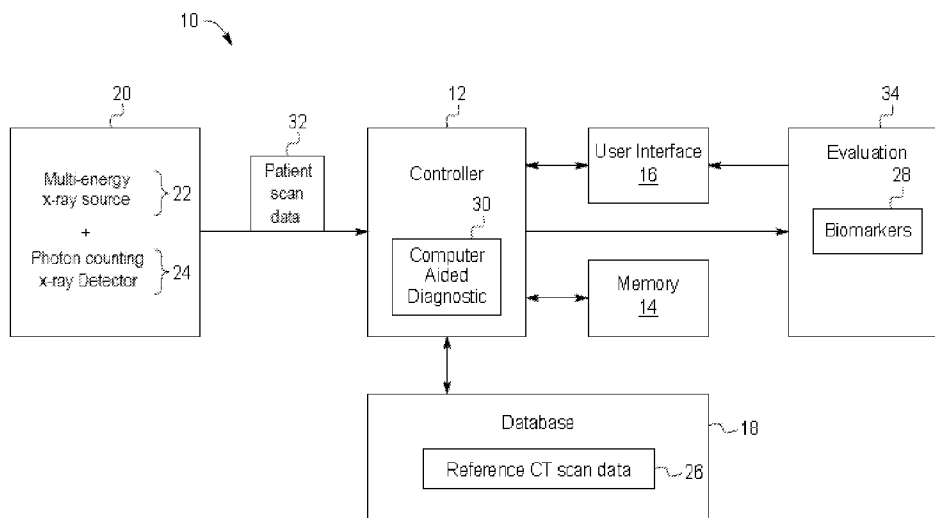 10
20
Multi-energy
x-ray source
22
+
Photon counting
x-ray Detector
24
32
Patient
scan
data
12
Controller
30
Computer
Aided
Diagnostic
User Interface
16
Memory
14
34
Evaluation
28
Biomarkers
Database
18
Reference CT scan data
26